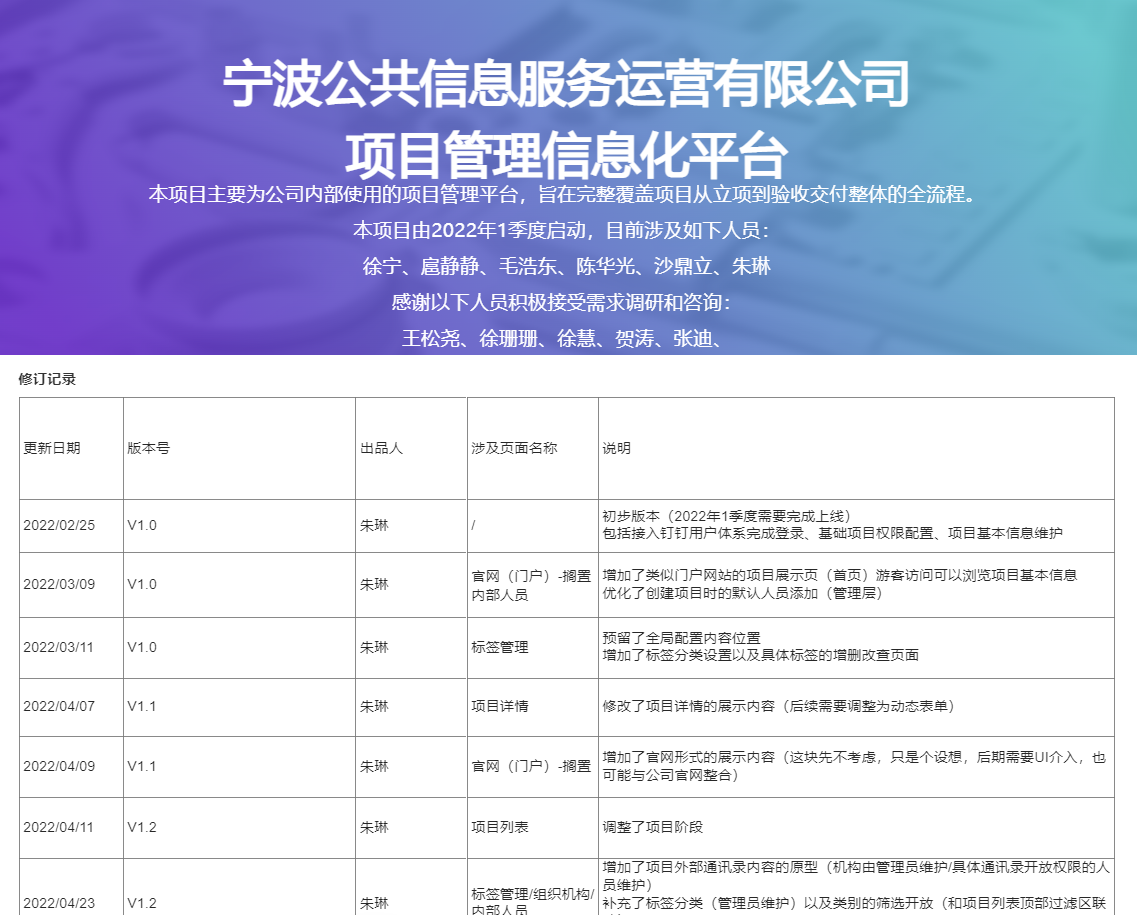 宁波公共信息服务运营有限公司
项目管理信息化平台
本项目主要为公司内部使用的项目管理平台，旨在完整覆盖项目从立项到验收交付整体的全流程。
本项目由2022年1季度启动，目前涉及如下人员：
徐宁、扈静静、毛浩东、陈华光、沙鼎立、朱琳
感谢以下人员积极接受需求调研和咨询：
王松尧、徐珊珊、徐慧、贺涛、张迪、
修订记录
更新日期 版本号 出品人 涉及页面名称 说明
2022/02/25 V1.0 朱琳 / 初步版本（2022年1季度需要完成上线）
包括接入钉钉用户体系完成登录、基础项目权限配置、项目基本信息维护
2022/03/09 V1.0 朱琳 官网（门户）-搁置 增加了类似门户网站的项目展示页（首页）游客访问可以浏览项目基本信息
内部人员 优化了创建项目时的默认人员添加（管理层）
2022/03/11 V1.0 朱琳 标签管理 预留了全局配置内容位置
增加了标签分类设置以及具体标签的增删改查页面
2022/04/07 V1.1 朱琳 项目详情 修改了项目详情的展示内容（后续需要调整为动态表单）
2022/04/09 V1.1 朱琳 官网（门户）-搁置 增加了官网形式的展示内容（这块先不考虑，只是个设想，后期需要UI介入，也
可能与公司官网整合）
2022/04/11 V1.2 朱琳 项目列表 调整了项目阶段
增加了项目外部通讯录内容的原型（机构由管理员维护/具体通讯录开放权限的人
员维护）
2022/04/23 V1.2 朱琳 标签管理/组织机构/ 补充了标签分类（管理员维护）以及类别的筛选开放（和项目列表顶部过滤区联
内部人员